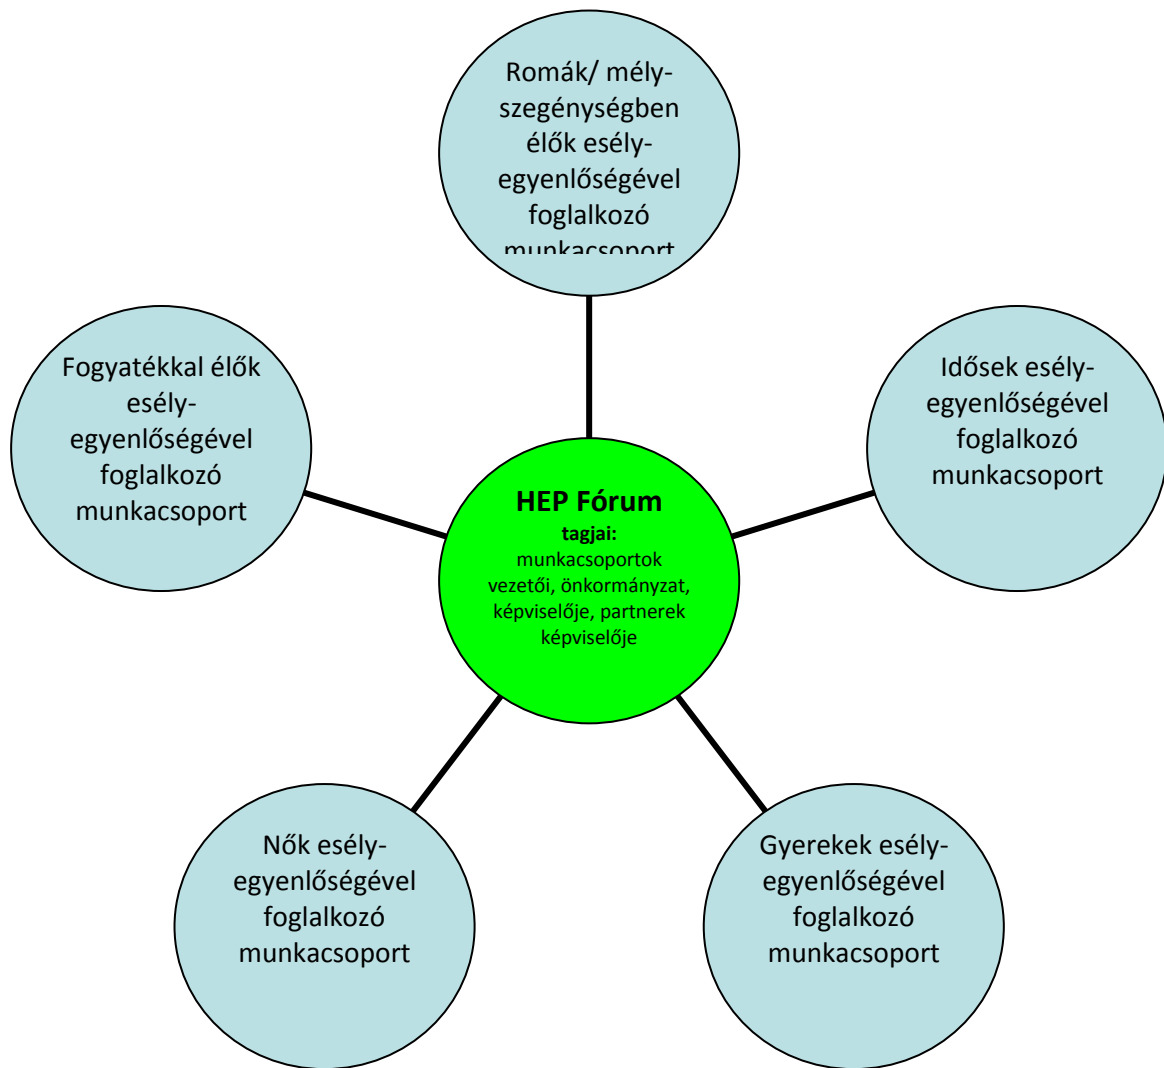 Romák/ mély-
szegénységben
élők esély-
egyenlőségével
foglalkozó
munkacsoport
Fogyatékkal élők
esély-
egyenlőségével
foglalkozó
munkacsoport
Idősek esély-
egyenlőségével
foglalkozó
munkacsoport
HEP Fórum
tagjai:
munkacsoportok
vezetői, önkormányzat,
képviselője, partnerek
képviselője
Nők esély-
egyenlőségével
foglalkozó
munkacsoport
Gyerekek esély-
egyenlőségével
foglalkozó
munkacsoport